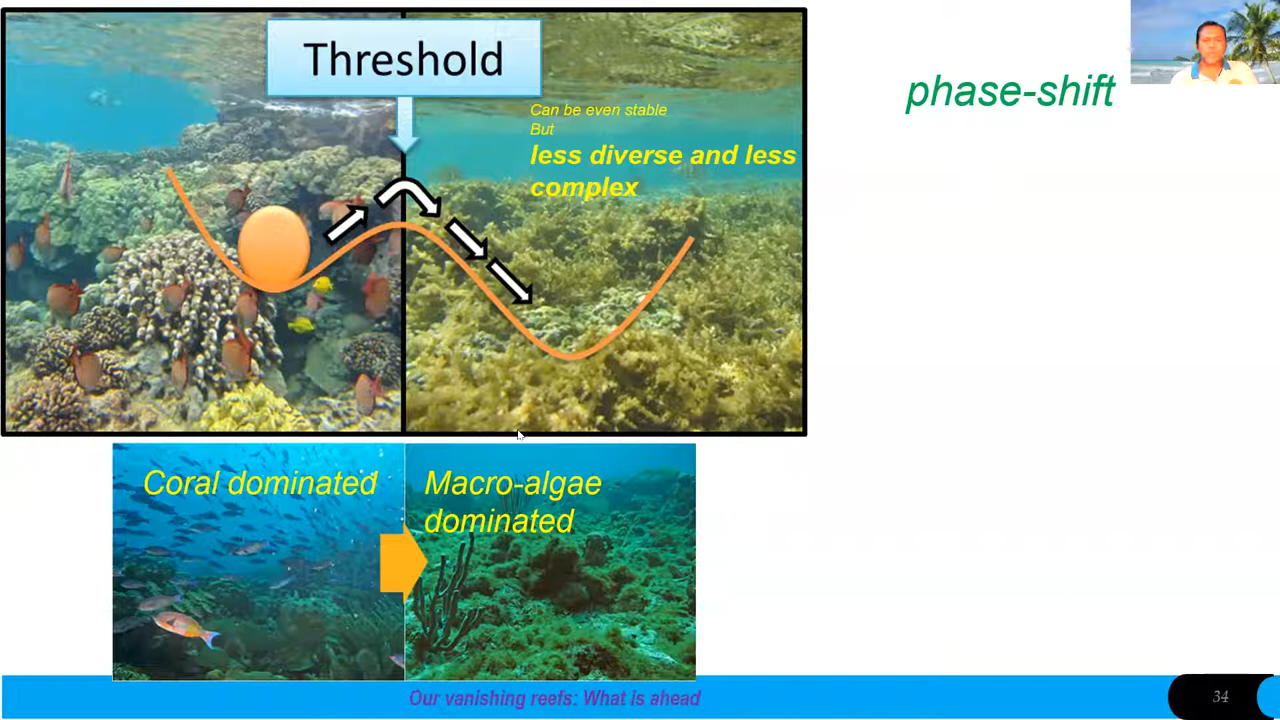 Threshold
phase-shift
Can be even stable
But
less diverse and less
complex
Coral dominated
Macro-algae
dominated
Our vanishing reefs: What is ahead
34